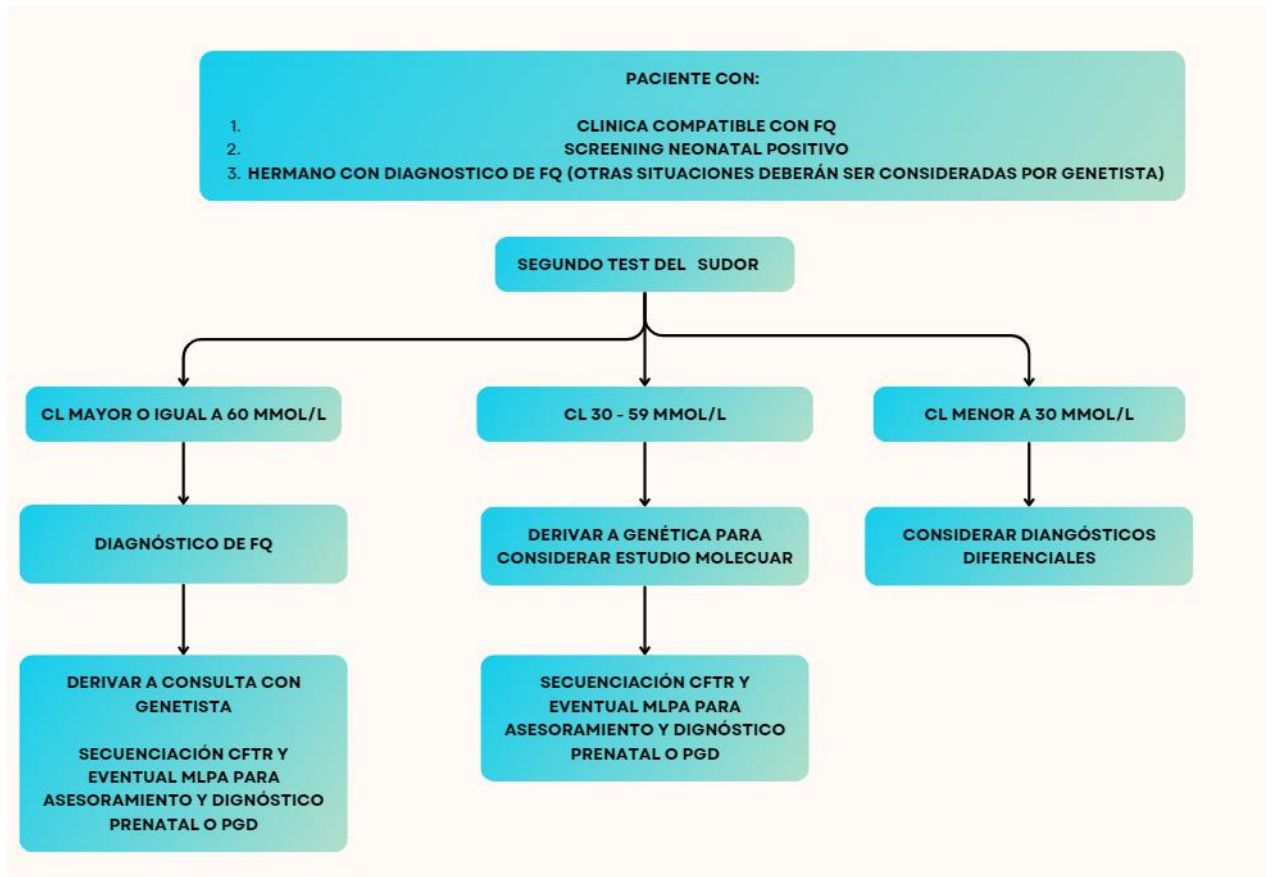 PACIENTE CON:
1. CLINICA COMPATIBLE CON FQ
2. SCREENING NEONATAL POSITIVO
3. HERMANO CON DIAGNOSTICO DE FQ (OTRAS SITUACIONES DEBERÁN SER CONSIDERADAS POR GENETISTA)
SEGUNDO TEST DEL SUDOR
CL MAYOR O IGUAL A 60 MMOL/L
CL 30 - 59 MMOL/L
CL MENOR A 30 MMOL/L
DIAGNÓSTICO DE FQ
DERIVAR A GENÉTICA PARA
CONSIDERAR ESTUDIO MOLECUAR
CONSIDERAR DIANGÓSTICOS
DIFERENCIALES
DERIVAR A CONSULTA CON
GENETISTA
SECUENCIACIÓN CFTR Y
EVENTUAL MLPA PARA
ASESORAMIENTO Y DIGNÓSTICO
PRENATAL O PGD
SECUENCIACIÓN CFTR Y
EVENTUAL MLPA PARA
ASESORAMIENTO Y DIGNÓSTICO
PRENATAL O PGD